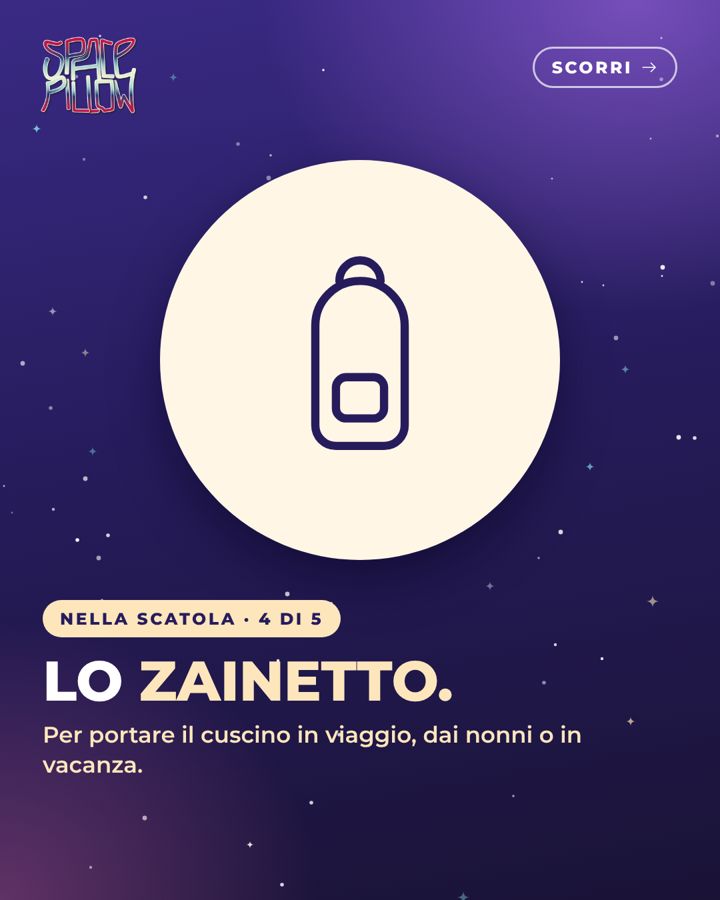 SPACE
PILLOW
SCORRI →
NELLA SCATOLA · 4 DI 5
LO ZAINETTO.
Per portare il cuscino in viaggio, dai nonni o in
vacanza.